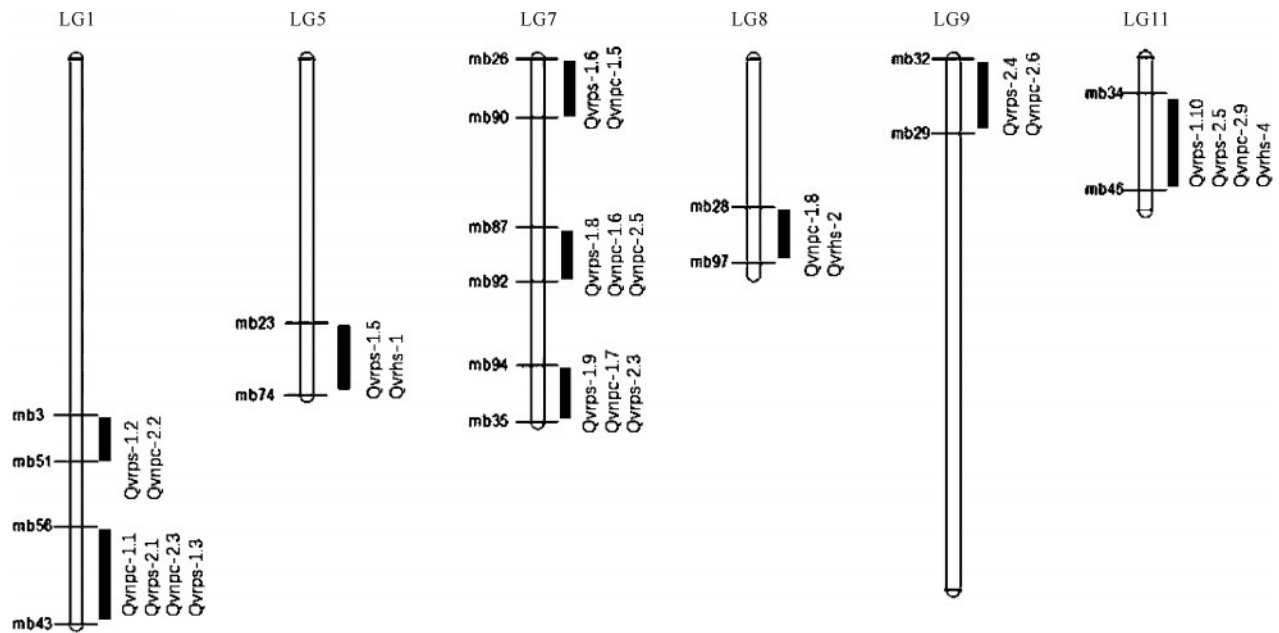 LG1
LG5
LG7
LG8
LG9
LG11
mb3
mb51
Qvrps-1.2
Qvnpc-2.2
mb56
mb43
Qvnpc-1.1
Qvrps-2.1
Qvnpc-2.3
Qvrps-1.3
mb23
mb74
Qvrps-1.5
Qvrhs-1
mb26
mb90
Qvrps-1.6
Qvnpc-1.5
mb87
mb92
Qvrps-1.8
Qvnpc-1.6
Qvnpc-2.5
mb94
mb35
Qvrps-1.9
Qvnpc-1.7
Qvrps-2.3
mb28
mb97
Qvnpc-1.8
Qvrhs-2
mb32
mb29
Qvrps-2.4
Qvnpc-2.6
mb34
mb46
Qvrps-1.10
Qvrps-2.5
Qvnpc-2.9
Qvrhs-4